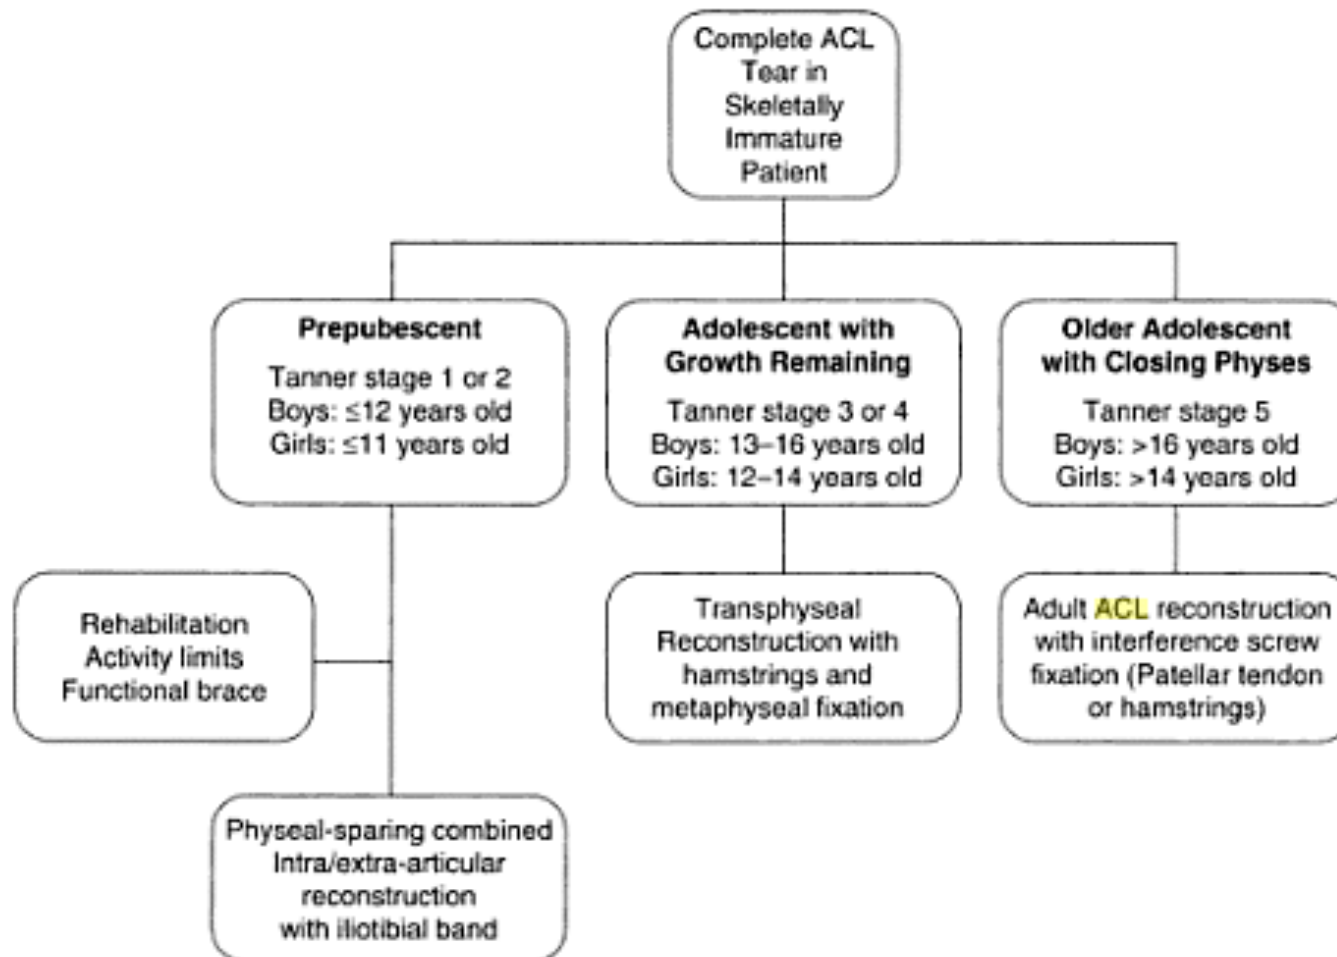 Complete ACL
Tear in
Skeletally
Immature
Patient
Prepubescent
Tanner stage 1 or 2
Boys: ≤12 years old
Girls: ≤11 years old
Adolescent with
Growth Remaining
Tanner stage 3 or 4
Boys: 13–16 years old
Girls: 12–14 years old
Older Adolescent
with Closing Physes
Tanner stage 5
Boys: >16 years old
Girls: >14 years old
Rehabilitation
Activity limits
Functional brace
Transphyseal
Reconstruction with
hamstrings and
metaphyseal fixation
Adult ACL reconstruction
with interference screw
fixation (Patellar tendon
or hamstrings)
Physeal-sparing combined
Intra/extra-articular
reconstruction
with iliotibial band